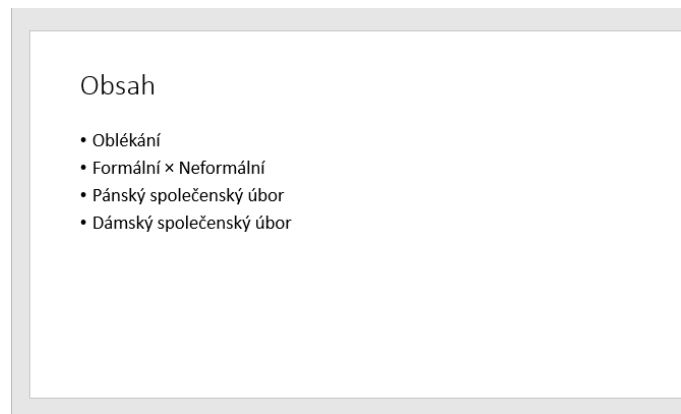 Obsah
• Oblékání
• Formální × Neformální
• Pánský společenský úbor
• Dámský společenský úbor